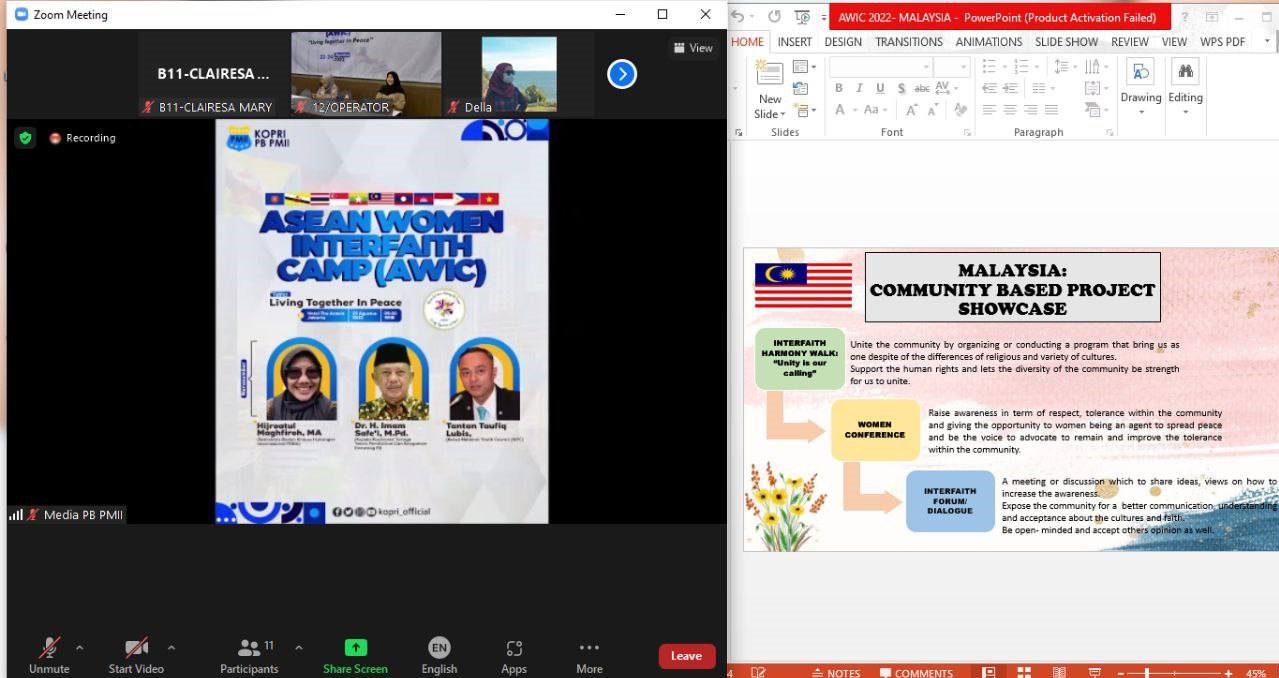 Zoom Meeting
View
B11-CLAIRESA ...
B11-CLAIRESA MARY
"Living Together in Peace"
12/OPERATOR
Della
Recording
KOPRI
PB PMII
ASEAN WOMEN
INTERFAITH
CAMP (AWIC)
Living Together In Peace
Hijroatul
Maghfiroh, MA
Dr. H. Imam
Safe'i, M.Pd.
Tantan Taufiq
Lubis,
kopri_official
Media PB PMII
Unmute
Start Video
Participants
11
Share Screen
EN
English
Apps
More
Leave
AWIC 2022- MALAYSIA - PowerPoint (Product Activation Failed)
HOME INSERT DESIGN TRANSITIONS ANIMATIONS SLIDE SHOW REVIEW VIEW WPS PDF
New
Slide
Slides
B I U S abc AV
A Aa A A
Font
Paragraph
Drawing
Editing
MALAYSIA:
COMMUNITY BASED PROJECT
SHOWCASE
INTERFAITH
HARMONY WALK:
"Unity is our
calling"
Unite the community by organizing or conducting a program that bring us as
one despite of the differences of religious and variety of cultures.
Support the human rights and lets the diversity of the community be strength
for us to unite.
WOMEN
CONFERENCE
Raise awareness in term of respect, tolerance within the community
and giving the opportunity to women being an agent to spread peace
and be the voice to advocate to remain and improve the tolerance
within the community.
INTERFAITH
FORUM/
DIALOGUE
A meeting or discussion which to share ideas, views on how to
increase the awareness.
Expose the community for a better communication, understanding
and acceptance about the cultures and faith.
Be open- minded and accept others opinion as well.
4
NOTES
COMMENTS
45%